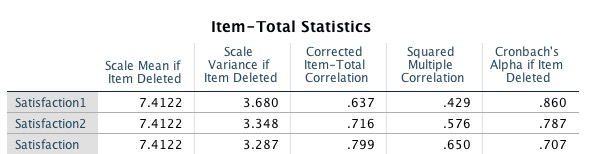 Item-Total Statistics
Scale Mean if Item Deleted Scale Variance if Item Deleted Corrected Item-Total Correlation Squared Multiple Correlation Cronbach's Alpha if Item Deleted
Satisfaction1 7.4122 3.680 .637 .429 .860
Satisfaction2 7.4122 3.348 .716 .576 .787
Satisfaction 7.4122 3.287 .799 .650 .707